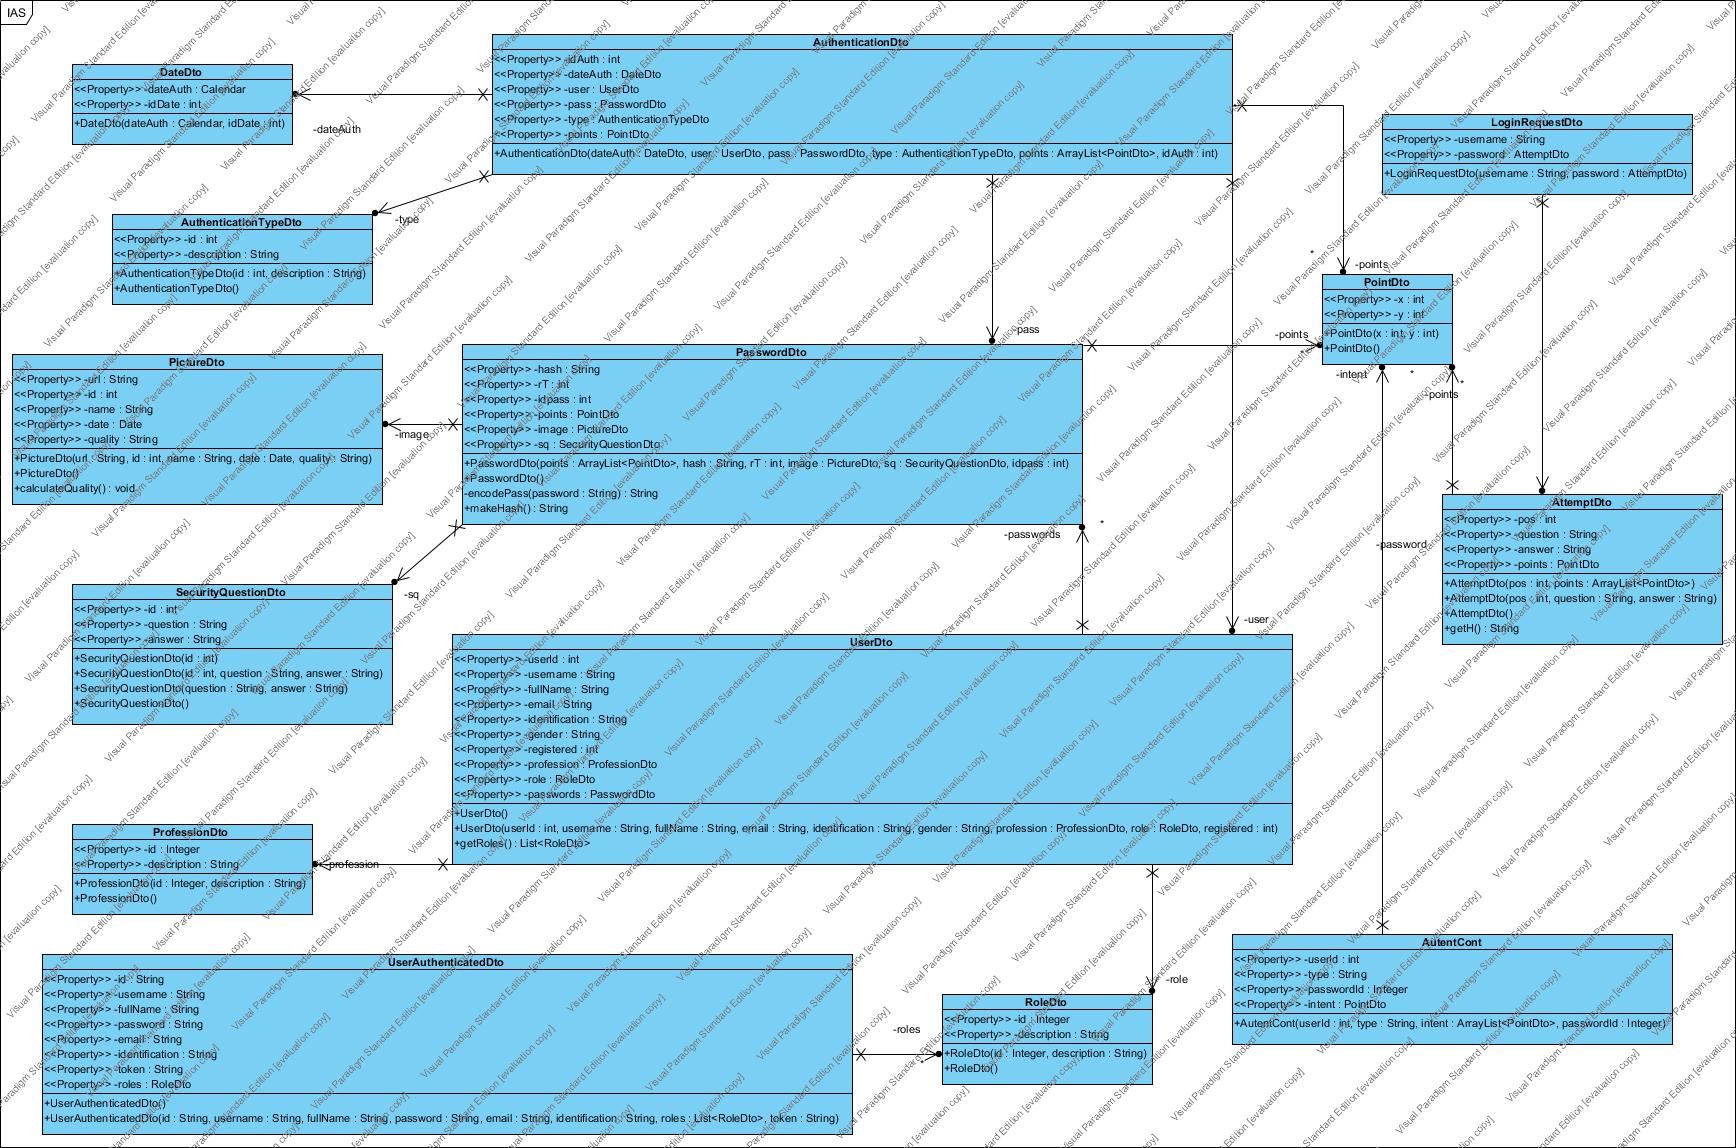 IAS
AuthenticationDto
<<Property>> -idAuth : int
<<Property>> -dateAuth : DateDto
<<Property>> -user : UserDto
<<Property>> -pass : PasswordDto
<<Property>> -type : AuthenticationTypeDto
<<Property>> -points : PointDto
+AuthenticationDto(dateAuth : DateDto, user : UserDto, pass : PasswordDto, type : AuthenticationTypeDto, points : ArrayList<PointDto>, idAuth : int)
DateDto
<<Property>> -dateAuth : Calendar
<<Property>> -idDate : int
+DateDto(dateAuth : Calendar, idDate : int)
-dateAuth
LoginRequestDto
<<Property>> -username : String
<<Property>> -password : AttemptDto
+LoginRequestDto(username : String, password : AttemptDto)
AuthenticationTypeDto
<<Property>> -id : int
<<Property>> -description : String
+AuthenticationTypeDto(id : int, description : String)
+AuthenticationTypeDto()
-type
*
-points
PointDto
<<Property>> -x : int
<<Property>> -y : int
+PointDto(x : int, y : int)
+PointDto()
-pass
-points
*
-intent
*
*
-points
PictureDto
<<Property>> -url : String
<<Property>> -id : int
<<Property>> -name : String
<<Property>> -date : Date
<<Property>> -quality : String
+PictureDto(url : String, id : int, name : String, date : Date, quality : String)
+PictureDto()
+calculateQuality() : void
-image
PasswordDto
<<Property>> -hash : String
<<Property>> -rT : int
<<Property>> -idpass : int
<<Property>> -points : PointDto
<<Property>> -image : PictureDto
<<Property>> -sq : SecurityQuestionDto
+PasswordDto(points : ArrayList<PointDto>, hash : String, rT : int, image : PictureDto, sq : SecurityQuestionDto, idpass : int)
+PasswordDto()
-encodePass(password : String) : String
+makeHash() : String
-passwords
*
-password
AttemptDto
<<Property>> -pos : int
<<Property>> -question : String
<<Property>> -answer : String
<<Property>> -points : PointDto
+AttemptDto(pos : int, points : ArrayList<PointDto>)
+AttemptDto(pos : int, question : String, answer : String)
+AttemptDto()
+getH() : String
SecurityQuestionDto
<<Property>> -id : int
<<Property>> -question : String
<<Property>> -answer : String
+SecurityQuestionDto(id : int)
+SecurityQuestionDto(id : int, question : String, answer : String)
+SecurityQuestionDto(question : String, answer : String)
+SecurityQuestionDto()
-sq
-user
UserDto
<<Property>> -userId : int
<<Property>> -username : String
<<Property>> -fullName : String
<<Property>> -email : String
<<Property>> -identification : String
<<Property>> -gender : String
<<Property>> -registered : int
<<Property>> -profession : ProfessionDto
<<Property>> -role : RoleDto
<<Property>> -passwords : PasswordDto
+UserDto()
+UserDto(userId : int, username : String, fullName : String, email : String, identification : String, gender : String, profession : ProfessionDto, role : RoleDto, registered : int)
+getRoles() : List<RoleDto>
ProfessionDto
<<Property>> -id : Integer
<<Property>> -description : String
+ProfessionDto(id : Integer, description : String)
+ProfessionDto()
-profession
UserAuthenticatedDto
<<Property>> -id : String
<<Property>> -username : String
<<Property>> -fullName : String
<<Property>> -password : String
<<Property>> -email : String
<<Property>> -identification : String
<<Property>> -token : String
<<Property>> -roles : RoleDto
+UserAuthenticatedDto()
+UserAuthenticatedDto(id : String, username : String, fullName : String, password : String, email : String, identification : String, roles : List<RoleDto>, token : String)
-roles
*
-role
RoleDto
<<Property>> -id : Integer
<<Property>> -description : String
+RoleDto(id : Integer, description : String)
+RoleDto()
AutentCont
<<Property>> -userId : int
<<Property>> -type : String
<<Property>> -passwordId : Integer
<<Property>> -intent : PointDto
+AutentCont(userId : int, type : String, intent : ArrayList<PointDto>, passwordId : Integer)
Visual Paradigm Standard Edition [evaluation copy]